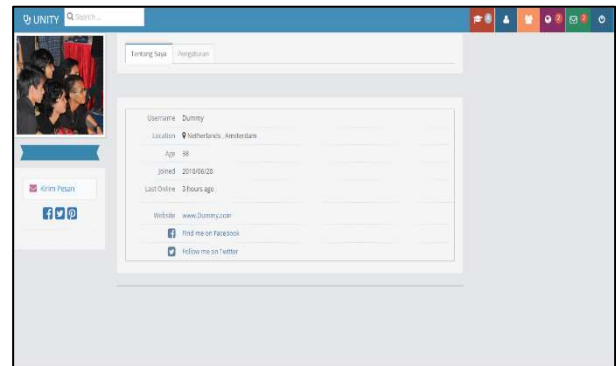 UNITY Search...
Tentang Saya Pengaturan
Username Dummy
Location Netherlands , Amsterdam
Age 38
Joined 2018/06/28
Last Online 3 hours ago
Kirim Pesan
Website www.Dummy.com
Find me on Facebook
Follow me on Twitter